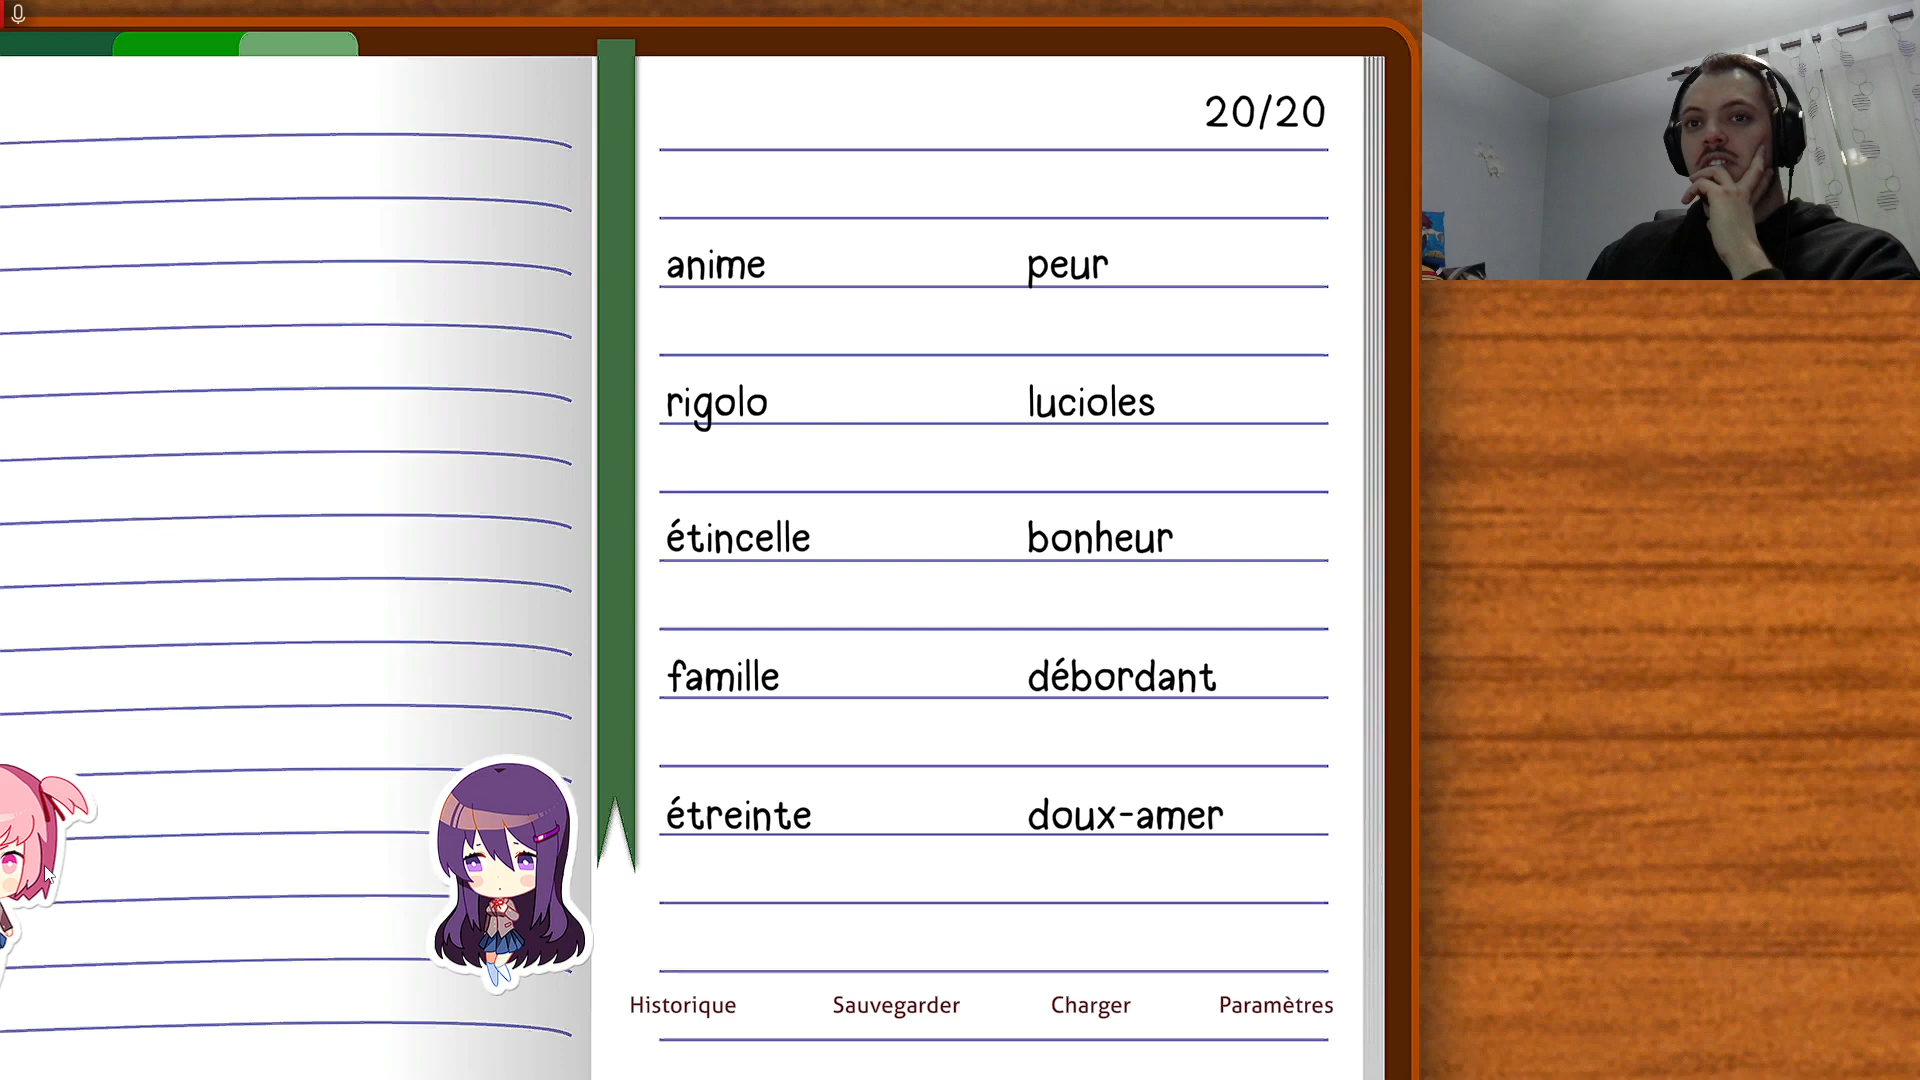 20/20
anime peur
rigolo lucioles
étincelle bonheur
famille débordant
étreinte doux-amer
Historique Sauvegarder Charger Paramètres